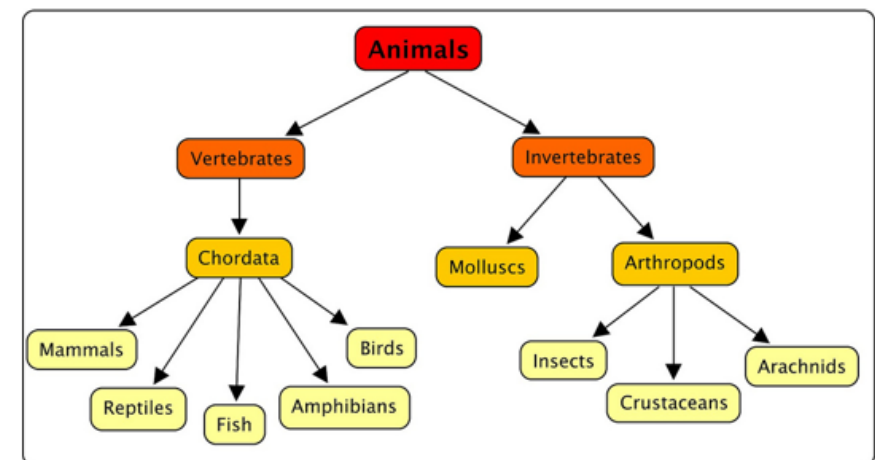 Animals
Vertebrates
Invertebrates
Chordata
Molluscs
Arthropods
Mammals
Reptiles
Fish
Amphibians
Birds
Insects
Crustaceans
Arachnids